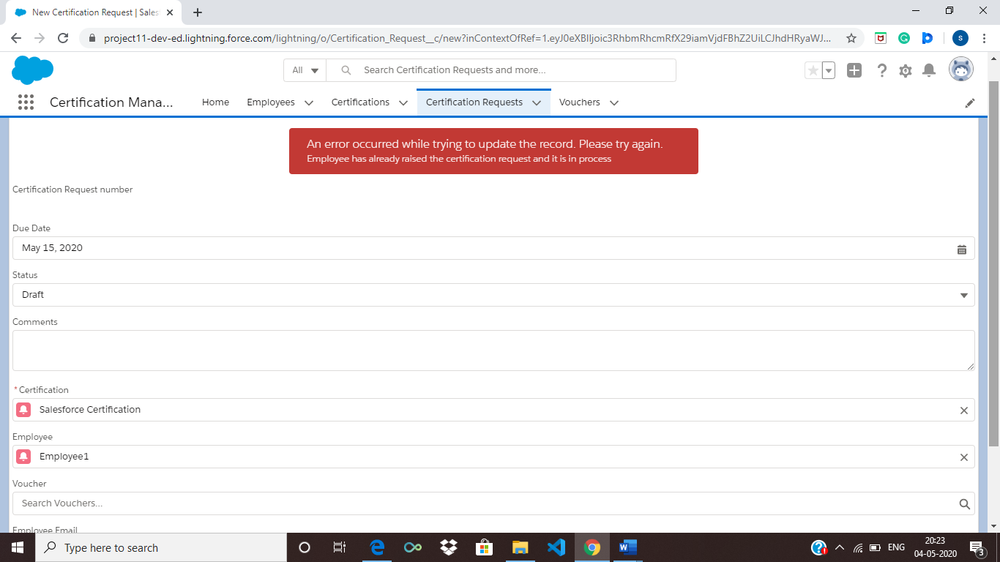 New Certification Request | Sales
project11-dev-ed.lightning.force.com/lightning/o/Certification_Request__c/new?inContextOfRef=1.eyJ0eXBlIjoic3RhbmRhcmRfX29iamVjdFBhZ2UiLCJhdHRyaWJ...
S
All
Search Certification Requests and more...
Certification Mana...
Home
Employees
Certifications
Certification Requests
Vouchers
An error occurred while trying to update the record. Please try again.
Employee has already raised the certification request and it is in process
Certification Request number
Due Date
May 15, 2020
Status
Draft
Comments
*Certification
Salesforce Certification
Employee
Employee1
Voucher
Search Vouchers...
Employee Email
Type here to search
ENG
20:23
04-05-2020
3